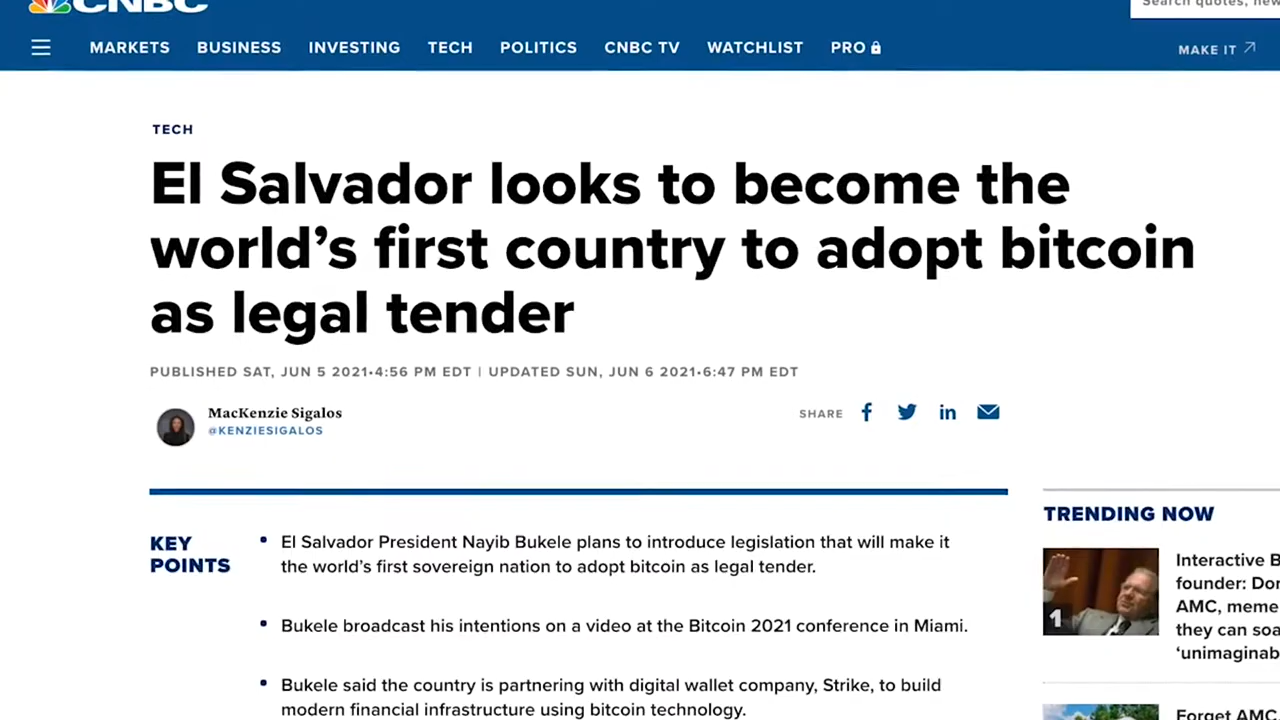 CNBC
Search quotes, new
MARKETS BUSINESS INVESTING TECH POLITICS CNBC TV WATCHLIST PRO
MAKE IT
TECH
El Salvador looks to become the
world’s first country to adopt bitcoin
as legal tender
PUBLISHED SAT, JUN 5 2021•4:56 PM EDT | UPDATED SUN, JUN 6 2021•6:47 PM EDT
MacKenzie Sigalos
@KENZIESIGALOS
SHARE
KEY
POINTS
• El Salvador President Nayib Bukele plans to introduce legislation that will make it
the world’s first sovereign nation to adopt bitcoin as legal tender.
• Bukele broadcast his intentions on a video at the Bitcoin 2021 conference in Miami.
• Bukele said the country is partnering with digital wallet company, Strike, to build
modern financial infrastructure using bitcoin technology.
TRENDING NOW
1
Interactive B
founder: Don
AMC, meme
they can soa
‘unimaginab
Forget AMC